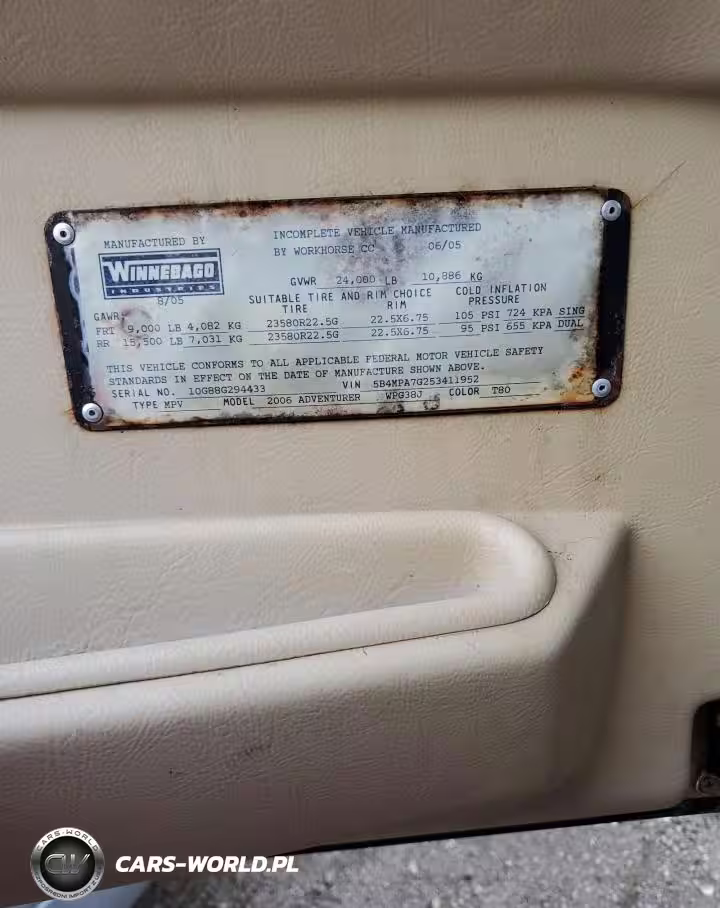 MANUFACTURED BY
WINNEBAGO
INDUSTRIES
8/05
INCOMPLETE VEHICLE MANUFACTURED
BY WORKHORSE CC 06/05
GVWR 24,000 LB 10,886 KG
SUITABLE TIRE AND RIM CHOICE COLD INFLATION
GAWR: TIRE RIM PRESSURE
FRT 9,000 LB 4,082 KG 23580R22.5G 22.5X6.75 105 PSI 724 KPA SING
RR 15,500 LB 7,031 KG 23580R22.5G 22.5X6.75 95 PSI 655 KPA DUAL
THIS VEHICLE CONFORMS TO ALL APPLICABLE FEDERAL MOTOR VEHICLE SAFETY
STANDARDS IN EFFECT ON THE DATE OF MANUFACTURE SHOWN ABOVE.
SERIAL NO. 10G88G294433 VIN 5B4MPA7G253411952
TYPE MPV MODEL 2006 ADVENTURER WPG38J COLOR T80
CARS-WORLD
CW
CARS-WORLD.PL